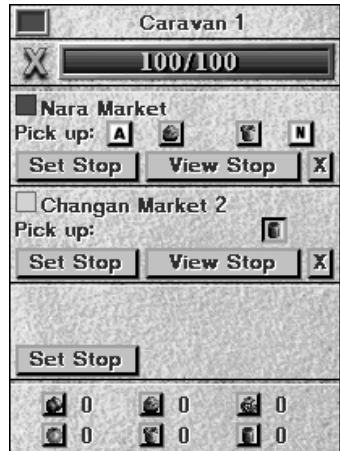 Caravan 1
X 100/100
Nara Market
Pick up: A N
Set Stop View Stop X
Changan Market 2
Pick up:
Set Stop View Stop X
Set Stop
0 0 0
0 0 0